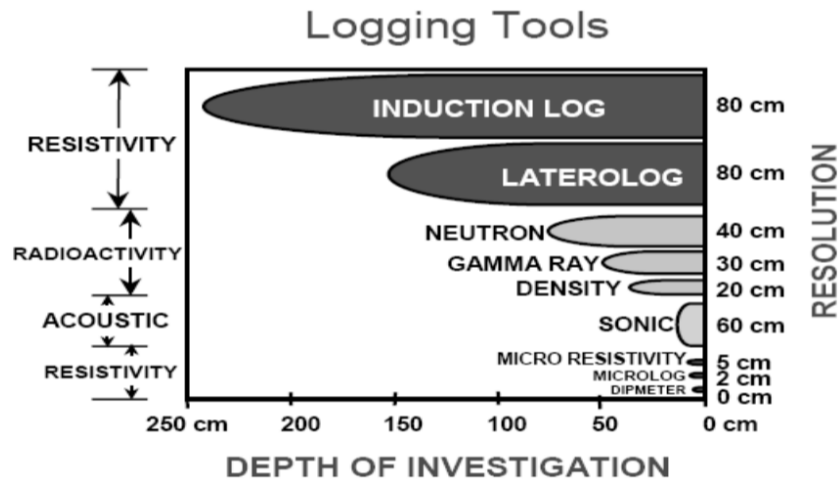 Logging Tools
RESISTIVITY
RADIOACTIVITY
ACOUSTIC
RESISTIVITY
INDUCTION LOG
80 cm
LATEROLOG
80 cm
NEUTRON
40 cm
GAMMA RAY
30 cm
DENSITY
20 cm
SONIC
60 cm
MICRO RESISTIVITY
5 cm
MICROLOG
2 cm
DIPMETER
0 cm
RESOLUTION
250 cm 200 150 100 50 0 cm
DEPTH OF INVESTIGATION